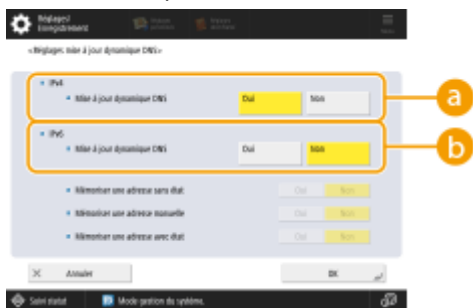 Réglages/
Enregistrement
Menu
<Réglages mise à jour dynamique DNS>
IPv4
Mise à jour dynamique DNS
Oui
Non
a
IPv6
Mise à jour dynamique DNS
Oui
Non
b
Mémoriser une adresse sans état
Oui
Non
Mémoriser une adresse manuelle
Oui
Non
Mémoriser une adresse avec état
Oui
Non
Annuler
OK
Suivi statut
Mode gestion du système.